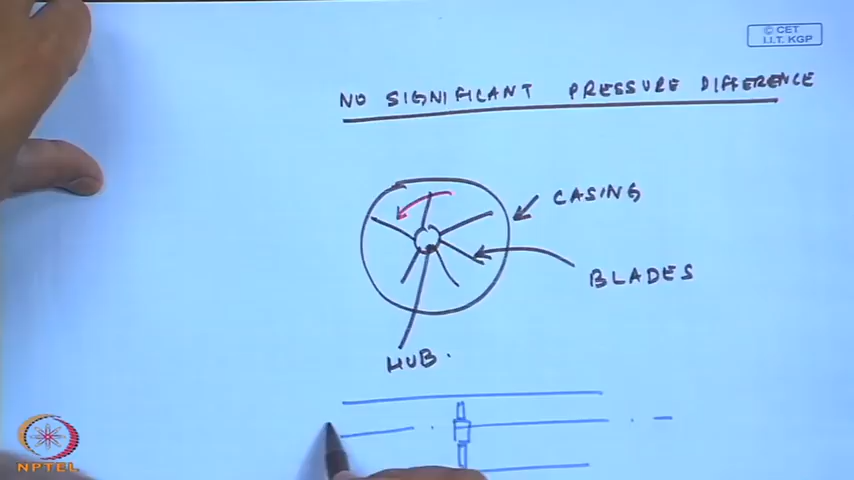 © CET
I.I.T. KGP
NO SIGNIFICANT PRESSURE DIFFERENCE
CASING
BLADES
HUB.
NPTEL